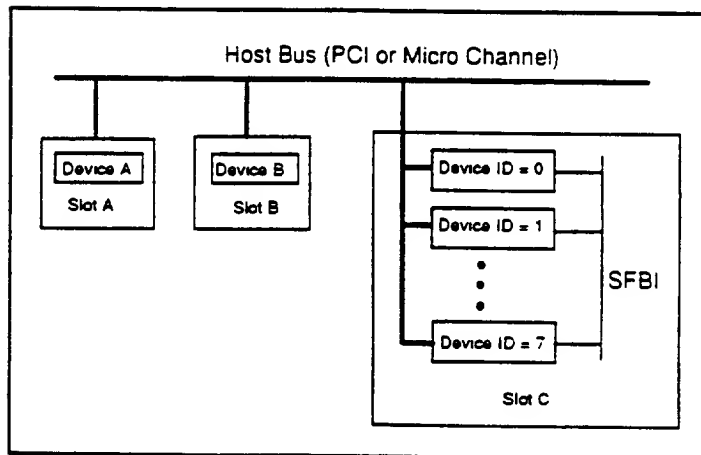 Host Bus (PCI or Micro Channel)
Device A
Slot A
Device B
Slot B
Device ID = 0
Device ID = 1
Device ID = 7
SFBI
Slot C